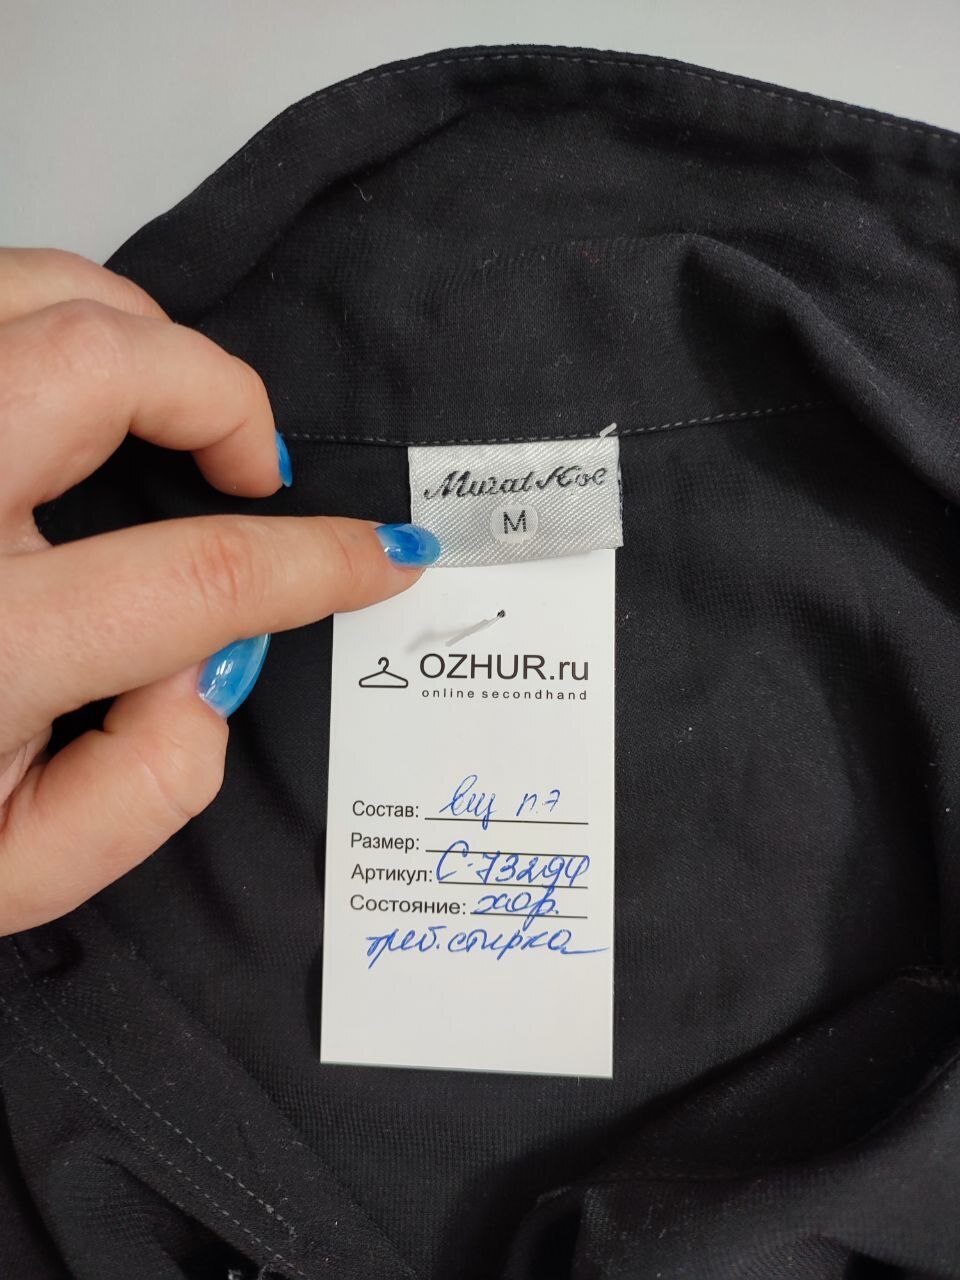 Murat Koc
M
OZHUR.ru
online secondhand
Состав:
Размер:
Артикул: С-73294
Состояние: хор.
треб. стирка